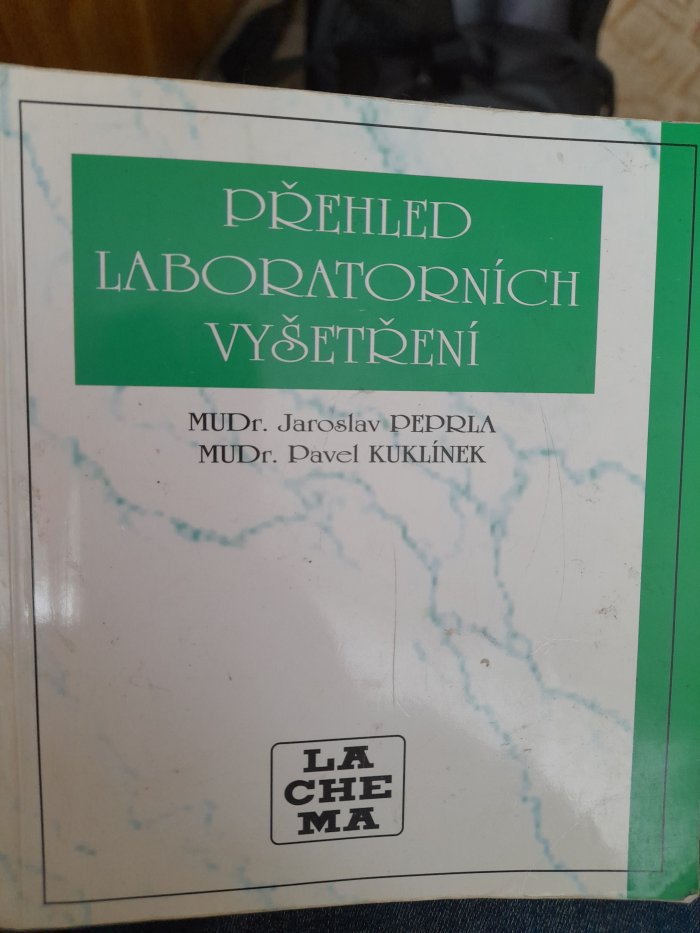 PŘEHLED
LABORATORNÍCH
VYŠETŘENÍ
MUDr. Jaroslav PEPRLA
MUDr. Pavel KUKLÍNEK
LA
CHE
MA